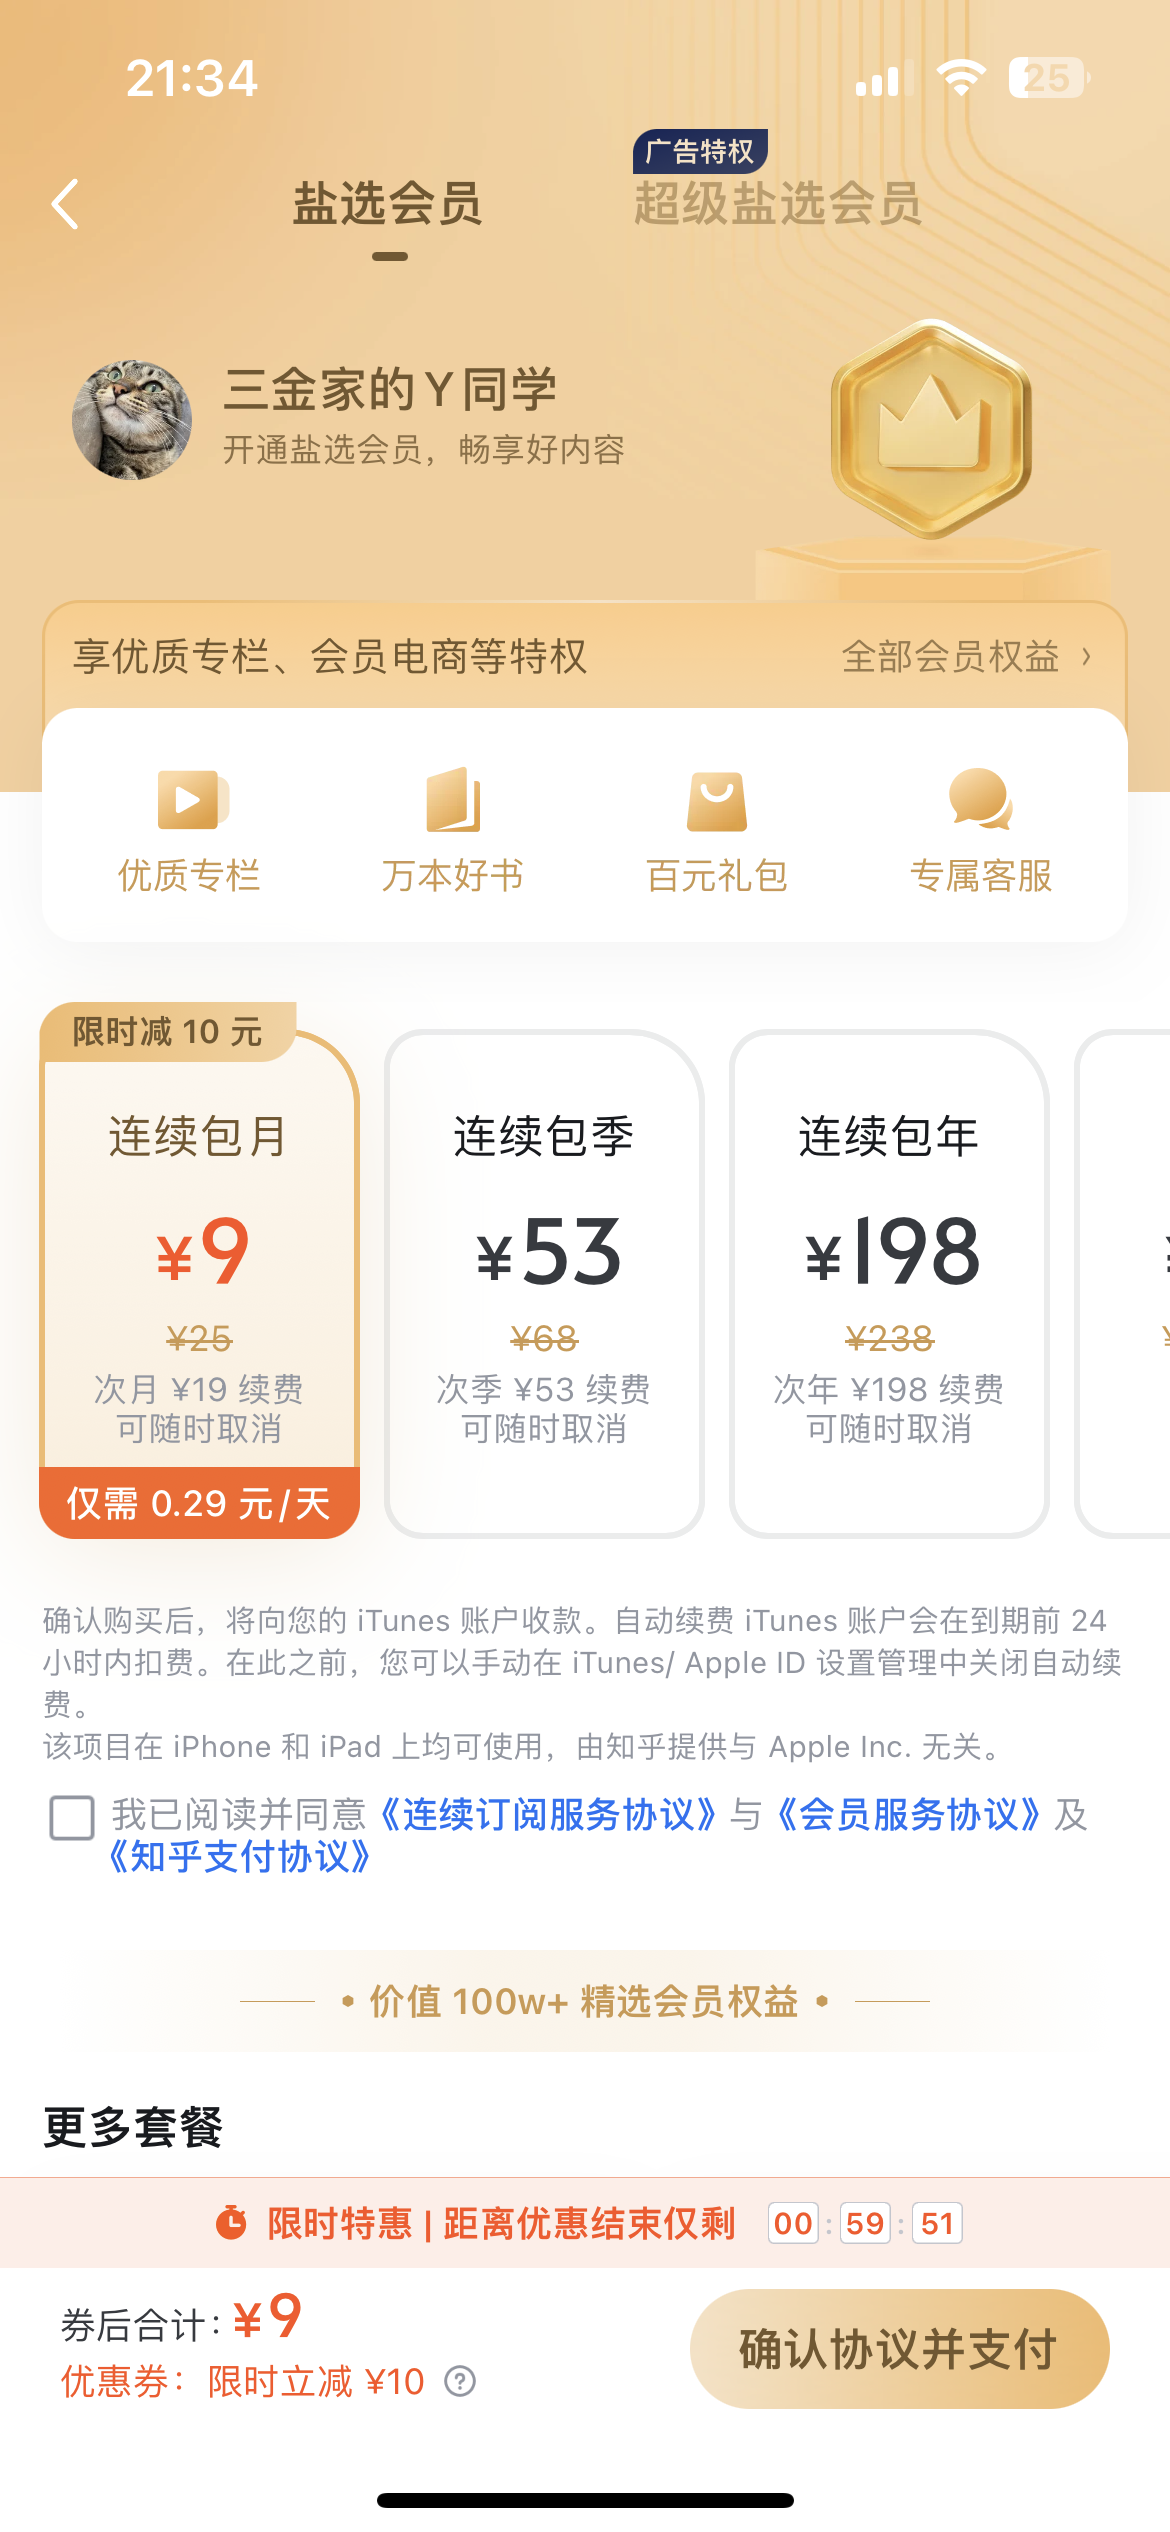 21:34
25
广告特权
盐选会员
超级盐选会员
三金家的Y同学
开通盐选会员，畅享好内容
享优质专栏、会员电商等特权
全部会员权益 ›
优质专栏
万本好书
百元礼包
专属客服
限时减 10 元
连续包月
¥9
¥25
次月 ¥19 续费
可随时取消
仅需 0.29 元/天
连续包季
¥53
¥68
次季 ¥53 续费
可随时取消
连续包年
¥198
¥238
次年 ¥198 续费
可随时取消
确认购买后，将向您的 iTunes 账户收款。自动续费 iTunes 账户会在到期前 24
小时内扣费。在此之前，您可以手动在 iTunes/ Apple ID 设置管理中关闭自动续
费。
该项目在 iPhone 和 iPad 上均可使用，由知乎提供与 Apple Inc. 无关。
我已阅读并同意《连续订阅服务协议》与《会员服务协议》及
《知乎支付协议》
价值 100w+ 精选会员权益
更多套餐
限时特惠 | 距离优惠结束仅剩 00 : 59 : 51
券后合计：¥9
优惠券：限时立减 ¥10 ?
确认协议并支付